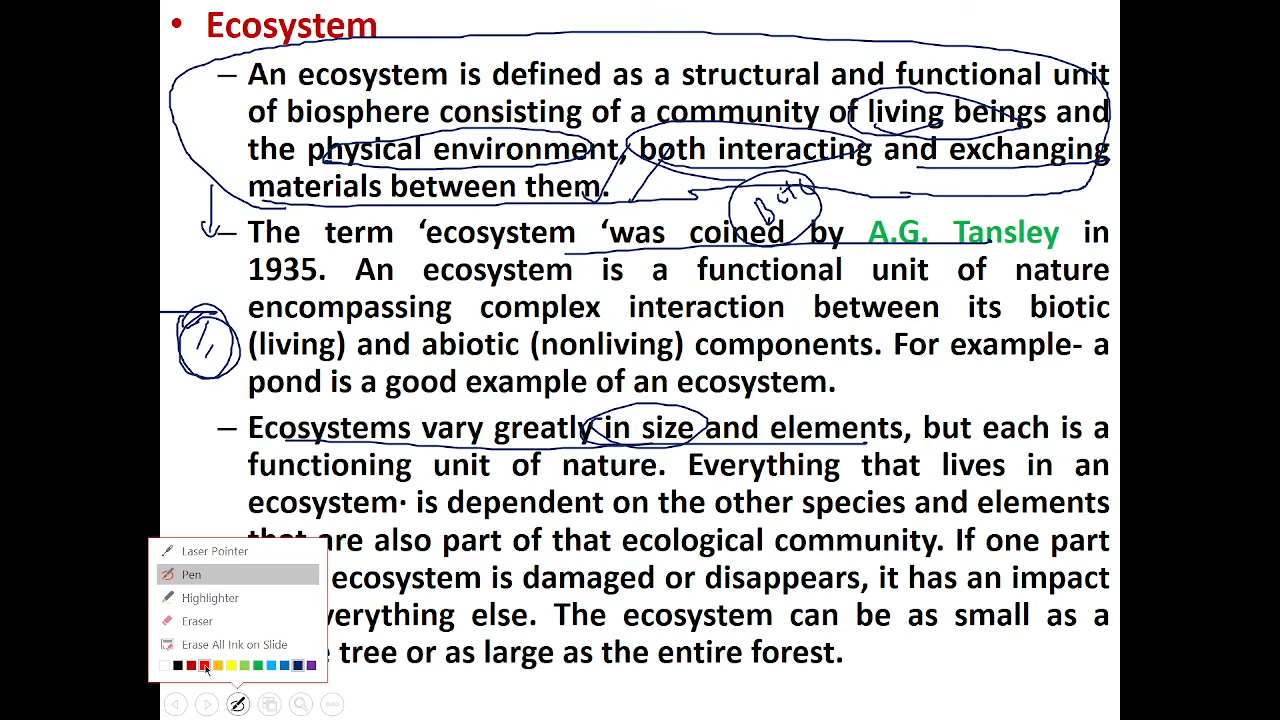 • Ecosystem
– An ecosystem is defined as a structural and functional unit
of biosphere consisting of a community of living beings and
the physical environment, both interacting and exchanging
materials between them.
– The term ‘ecosystem ‘was coined by A.G. Tansley in
1935. An ecosystem is a functional unit of nature
encompassing complex interaction between its biotic
(living) and abiotic (nonliving) components. For example- a
pond is a good example of an ecosystem.
– Ecosystems vary greatly in size and elements, but each is a
functioning unit of nature. Everything that lives in an
ecosystem· is dependent on the other species and elements
that are also part of that ecological community. If one part
ecosystem is damaged or disappears, it has an impact
everything else. The ecosystem can be as small as a
tree or as large as the entire forest.
Laser Pointer
Pen
Highlighter
Eraser
Erase All Ink on Slide